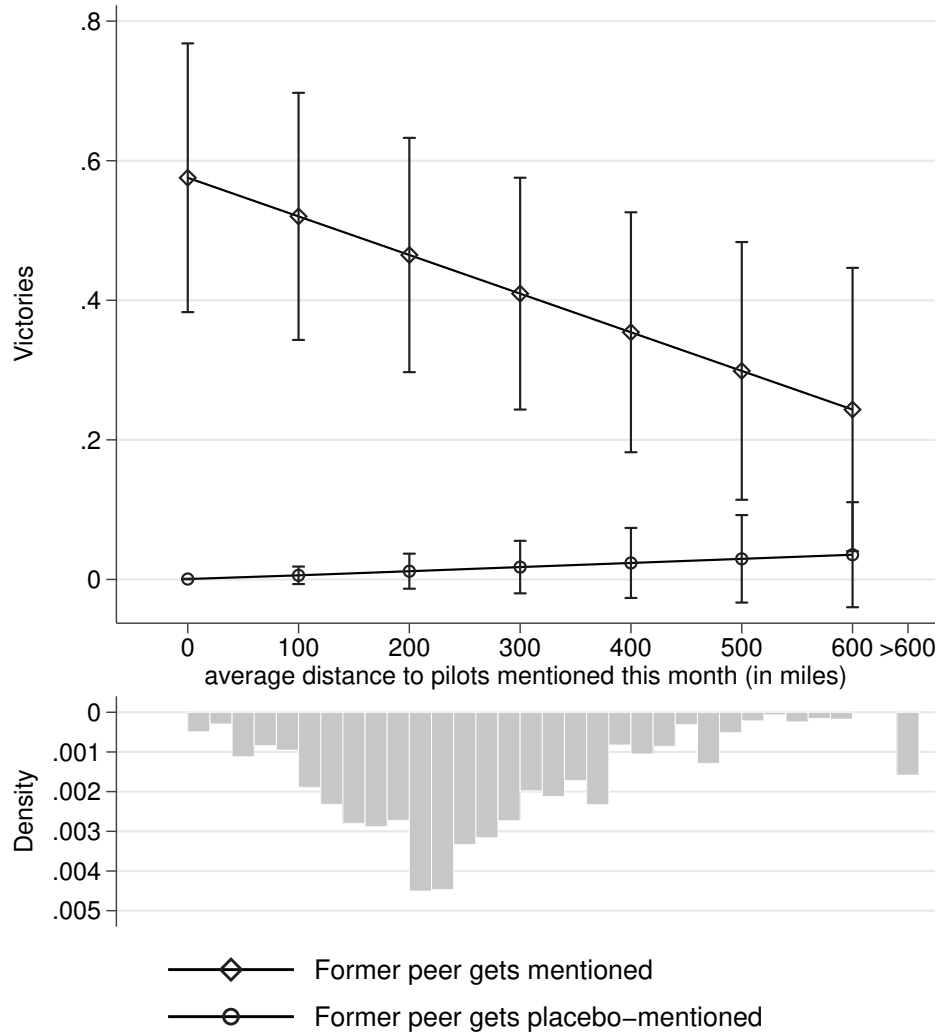 .8
.6
.4
.2
0
Victories
0 100 200 300 400 500 600 >600
average distance to pilots mentioned this month (in miles)
0
.001
.002
.003
.004
.005
Density
Former peer gets mentioned
Former peer gets placebo−mentioned